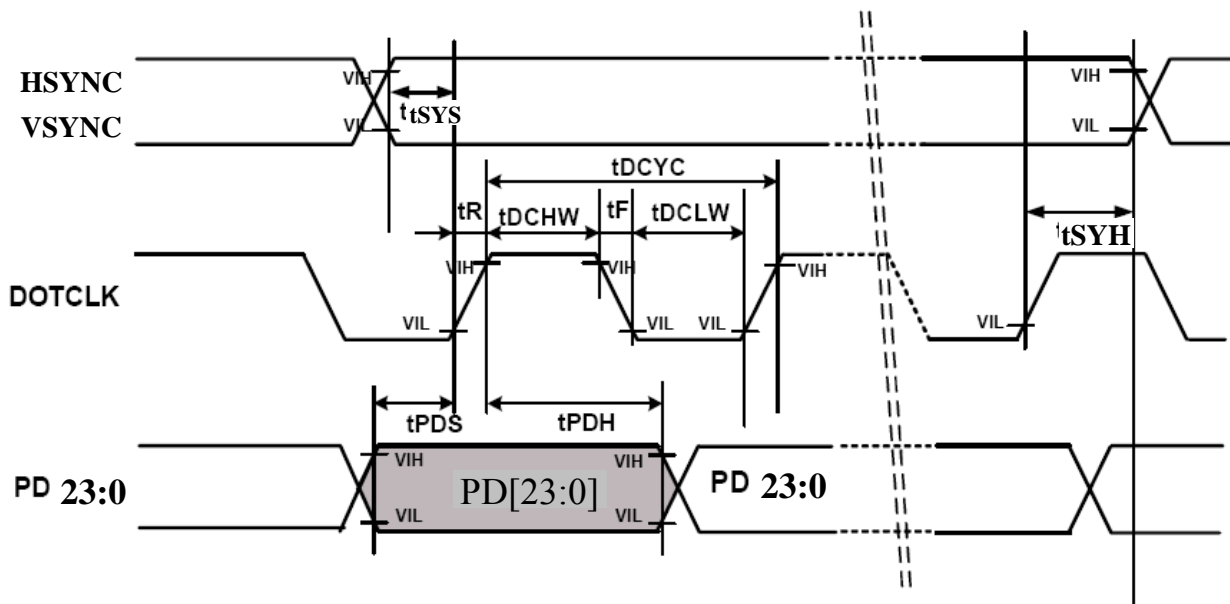 HSYNC
VSYNC
VIH
VIL
t tSYS
VIH
VIL
tDCYC
tR
tDCHW
tF
tDCLW
t tSYH
DOTCLK
VIH
VIH
VIH
VIL
VIL
VIL
VIL
tPDS
tPDH
PD 23:0
VIH
VIL
PD[23:0]
VIH
VIL
PD 23:0